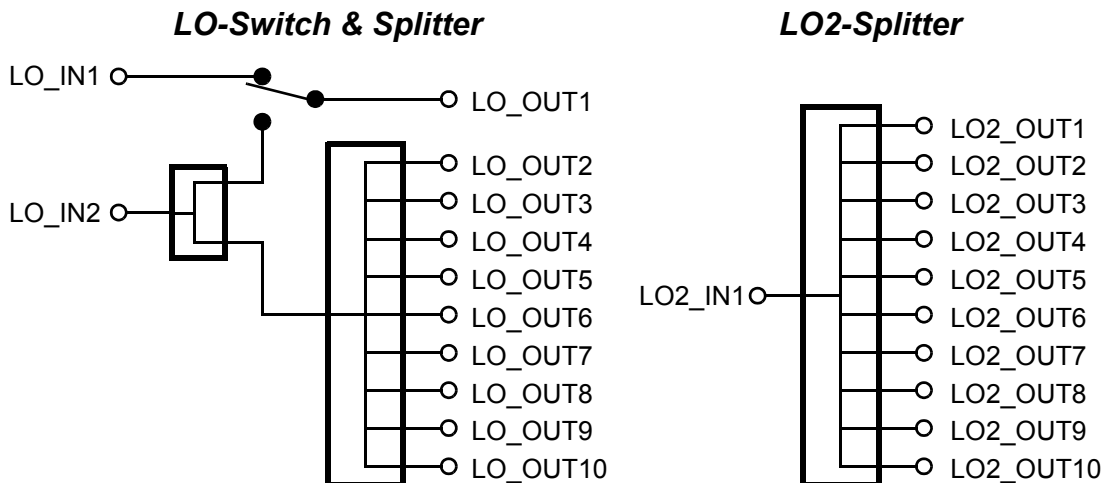 LO-Switch & Splitter
LO_IN1
LO_OUT1
LO_OUT2
LO_OUT3
LO_IN2
LO_OUT4
LO_OUT5
LO_OUT6
LO_OUT7
LO_OUT8
LO_OUT9
LO_OUT10
LO2-Splitter
LO2_OUT1
LO2_OUT2
LO2_OUT3
LO2_OUT4
LO2_OUT5
LO2_IN1
LO2_OUT6
LO2_OUT7
LO2_OUT8
LO2_OUT9
LO2_OUT10